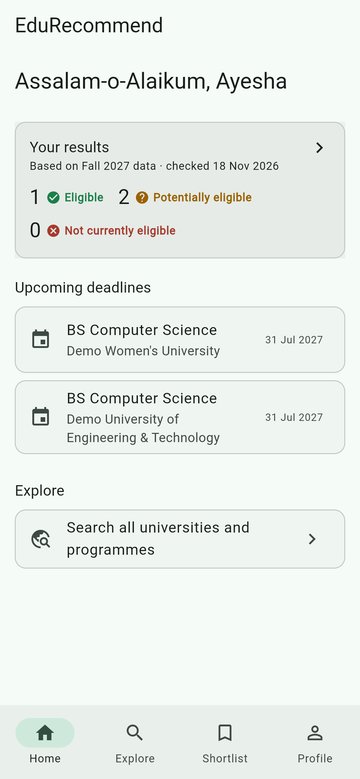 EduRecommend
Assalam-o-Alaikum, Ayesha
Your results
Based on Fall 2027 data · checked 18 Nov 2026
1 Eligible 2 Potentially eligible
0 Not currently eligible
Upcoming deadlines
BS Computer Science
Demo Women's University
31 Jul 2027
BS Computer Science
Demo University of
Engineering & Technology
31 Jul 2027
Explore
Search all universities and
programmes
Home Explore Shortlist Profile